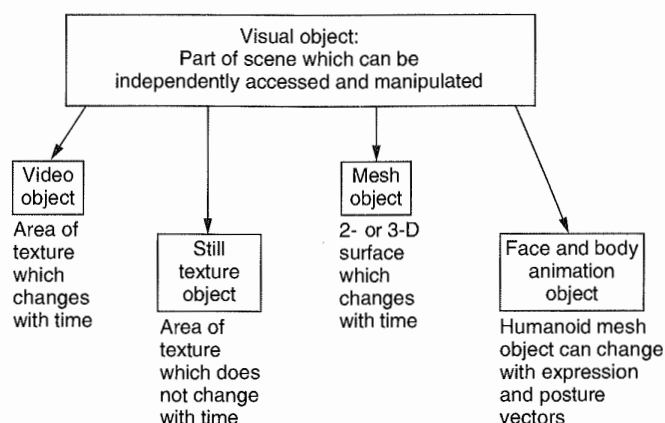 Visual object:
Part of scene which can be
independently accessed and manipulated
Video
object
Area of
texture
which
changes
with time
Still
texture
object
Area of
texture
which does
not change
with time
Mesh
object
2- or 3-D
surface
which
changes
with time
Face and body
animation
object
Humanoid mesh
object can change
with expression
and posture
vectors